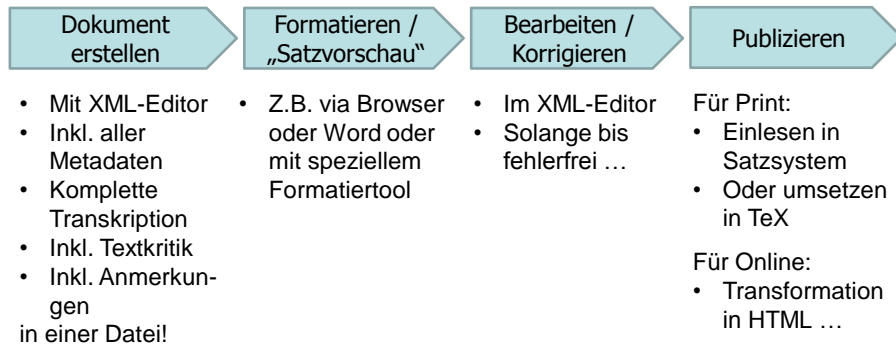 Dokument
erstellen
Formatieren /
„Satzvorschau“
Bearbeiten /
Korrigieren
Publizieren
• Mit XML-Editor
• Inkl. aller
Metadaten
• Komplette
Transkription
• Inkl. Textkritik
• Inkl. Anmerkun-
gen
in einer Datei!
• Z.B. via Browser
oder Word oder
mit speziellem
Formatiertool
• Im XML-Editor
• Solange bis
fehlerfrei …
Für Print:
• Einlesen in
Satzsystem
• Oder umsetzen
in TeX
Für Online:
• Transformation
in HTML …